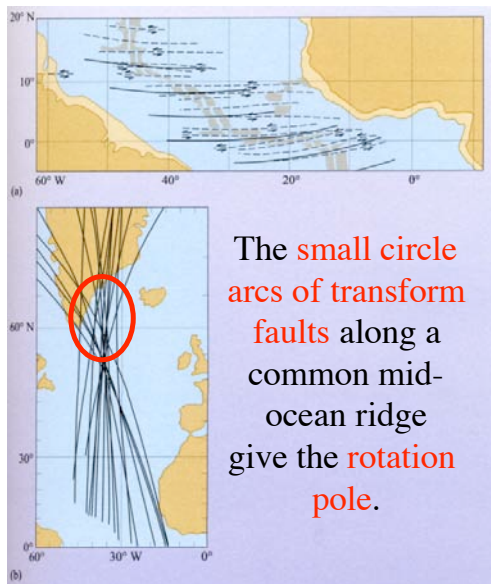 20° N
10°
0°
(a)
60° W
40°
20°
0°
60° N
30°
0°
60°
30° W
0°
(b)
The small circle
arcs of transform
faults along a
common mid-
ocean ridge
give the rotation
pole.